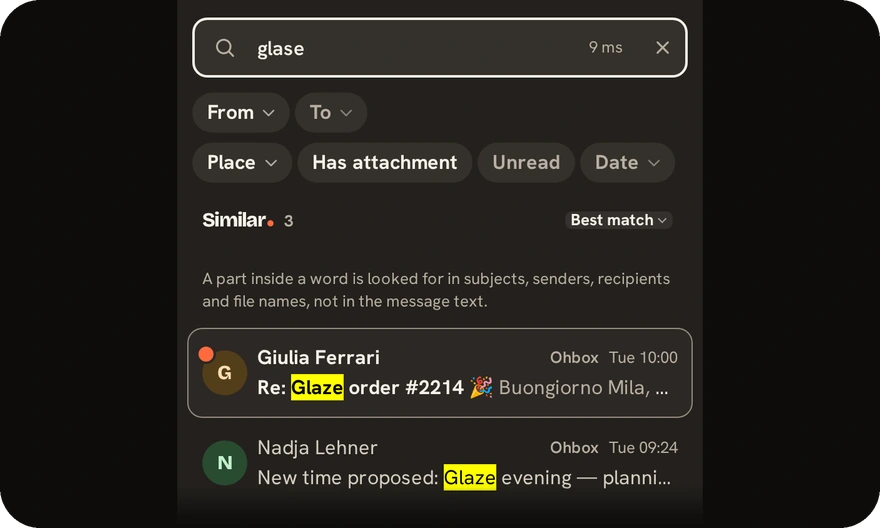 glase 9 ms
From To
Place Has attachment Unread Date
Similar. 3 Best match
A part inside a word is looked for in subjects, senders, recipients
and file names, not in the message text.
Giulia Ferrari Ohbox Tue 10:00
G
Re: Glaze order #2214 🎉 Buongiorno Mila, ...
Nadja Lehner Ohbox Tue 09:24
N
New time proposed: Glaze evening — planni...